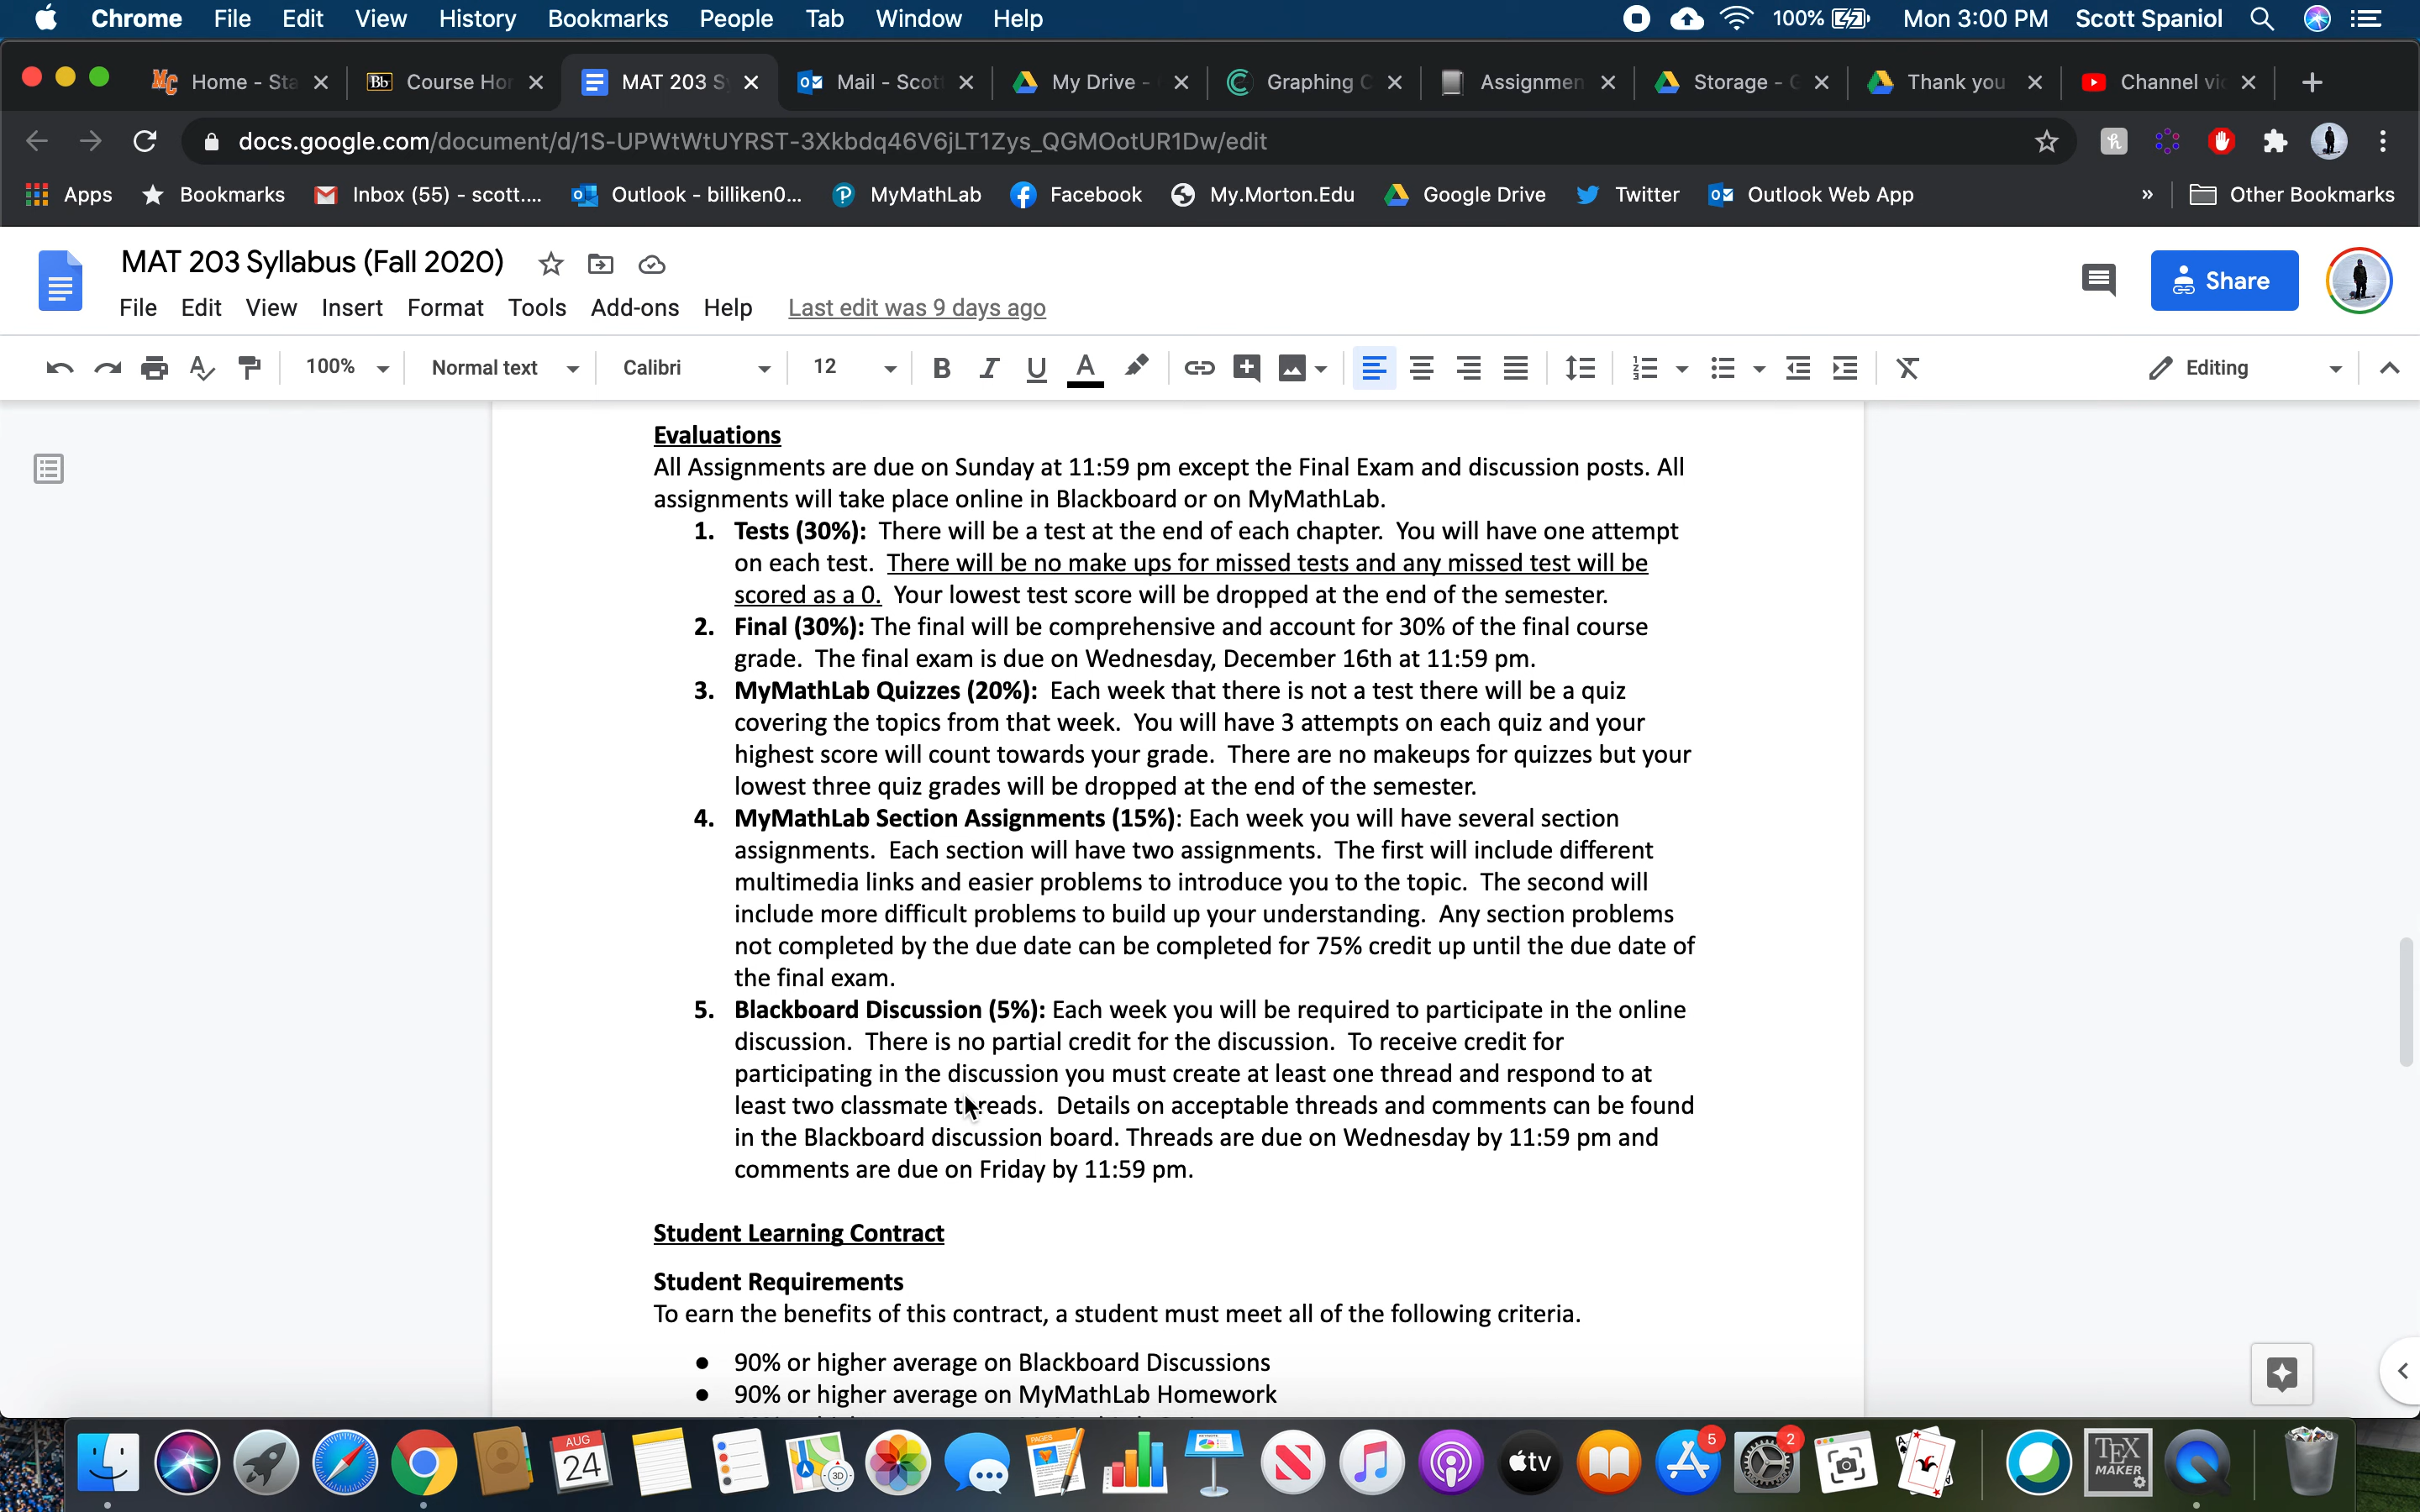 Chrome File Edit View History Bookmarks People Tab Window Help 100% Mon 3:00 PM Scott Spaniol
Home - Sta Bb Course Hor MAT 203 S Mail - Scot My Drive - Graphing C Assignmen Storage - Thank you Channel vi
docs.google.com/document/d/1S-UPWtWtUYRST-3Xkbdq46V6jLT1Zys_QGMOotUR1Dw/edit
Apps Bookmarks Inbox (55) - scott.... Outlook - billiken0... MyMathLab Facebook My.Morton.Edu Google Drive Twitter Outlook Web App » Other Bookmarks
MAT 203 Syllabus (Fall 2020)
File Edit View Insert Format Tools Add-ons Help Last edit was 9 days ago
Share
100% Normal text Calibri 12 B I U A Editing
Evaluations
All Assignments are due on Sunday at 11:59 pm except the Final Exam and discussion posts. All
assignments will take place online in Blackboard or on MyMathLab.
1. Tests (30%): There will be a test at the end of each chapter. You will have one attempt
on each test. There will be no make ups for missed tests and any missed test will be
scored as a 0. Your lowest test score will be dropped at the end of the semester.
2. Final (30%): The final will be comprehensive and account for 30% of the final course
grade. The final exam is due on Wednesday, December 16th at 11:59 pm.
3. MyMathLab Quizzes (20%): Each week that there is not a test there will be a quiz
covering the topics from that week. You will have 3 attempts on each quiz and your
highest score will count towards your grade. There are no makeups for quizzes but your
lowest three quiz grades will be dropped at the end of the semester.
4. MyMathLab Section Assignments (15%): Each week you will have several section
assignments. Each section will have two assignments. The first will include different
multimedia links and easier problems to introduce you to the topic. The second will
include more difficult problems to build up your understanding. Any section problems
not completed by the due date can be completed for 75% credit up until the due date of
the final exam.
5. Blackboard Discussion (5%): Each week you will be required to participate in the online
discussion. There is no partial credit for the discussion. To receive credit for
participating in the discussion you must create at least one thread and respond to at
least two classmate threads. Details on acceptable threads and comments can be found
in the Blackboard discussion board. Threads are due on Wednesday by 11:59 pm and
comments are due on Friday by 11:59 pm.
Student Learning Contract
Student Requirements
To earn the benefits of this contract, a student must meet all of the following criteria.
● 90% or higher average on Blackboard Discussions
● 90% or higher average on MyMathLab Homework
AUG 24 3D PAGES tv 5 2 TEX MAKER